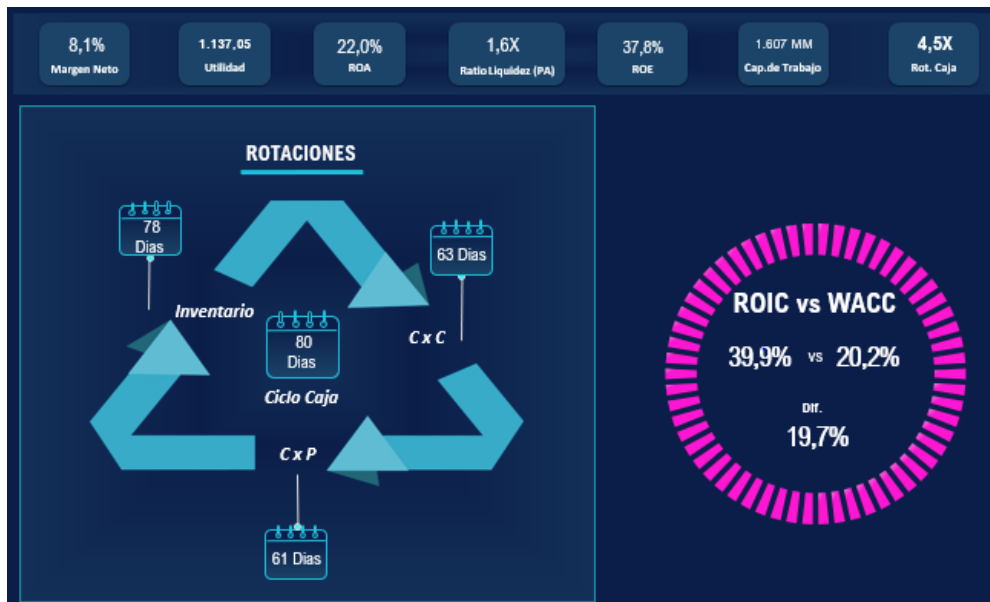 8,1%
Margen Neto
1.137,05
Utilidad
22,0%
ROA
1,6X
Ratio Liquidez (PA)
37,8%
ROE
1.607 MM
Cap.de Trabajo
4,5X
Rot. Caja
ROTACIONES
78
Dias
63 Dias
Inventario
80
Dias
C x C
Ciclo Caja
C x P
61 Dias
ROIC vs WACC
39,9% vs 20,2%
Dif.
19,7%